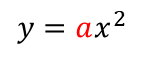 y = ax²